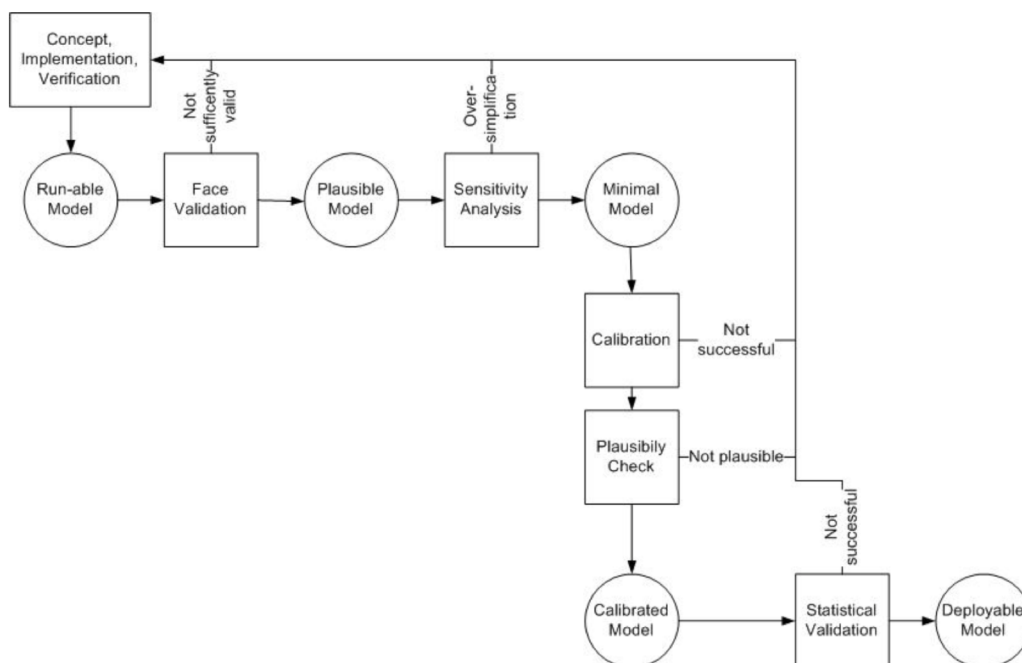 Concept,
Implementation,
Verification
Not
sufficently
valid
Over-
simplifica-
tion
Run-able
Model
Face
Validation
Plausible
Model
Sensitivity
Analysis
Minimal
Model
Calibration
Not
successful
Plausibily
Check
Not plausible
Not
successful
Calibrated
Model
Statistical
Validation
Deployable
Model